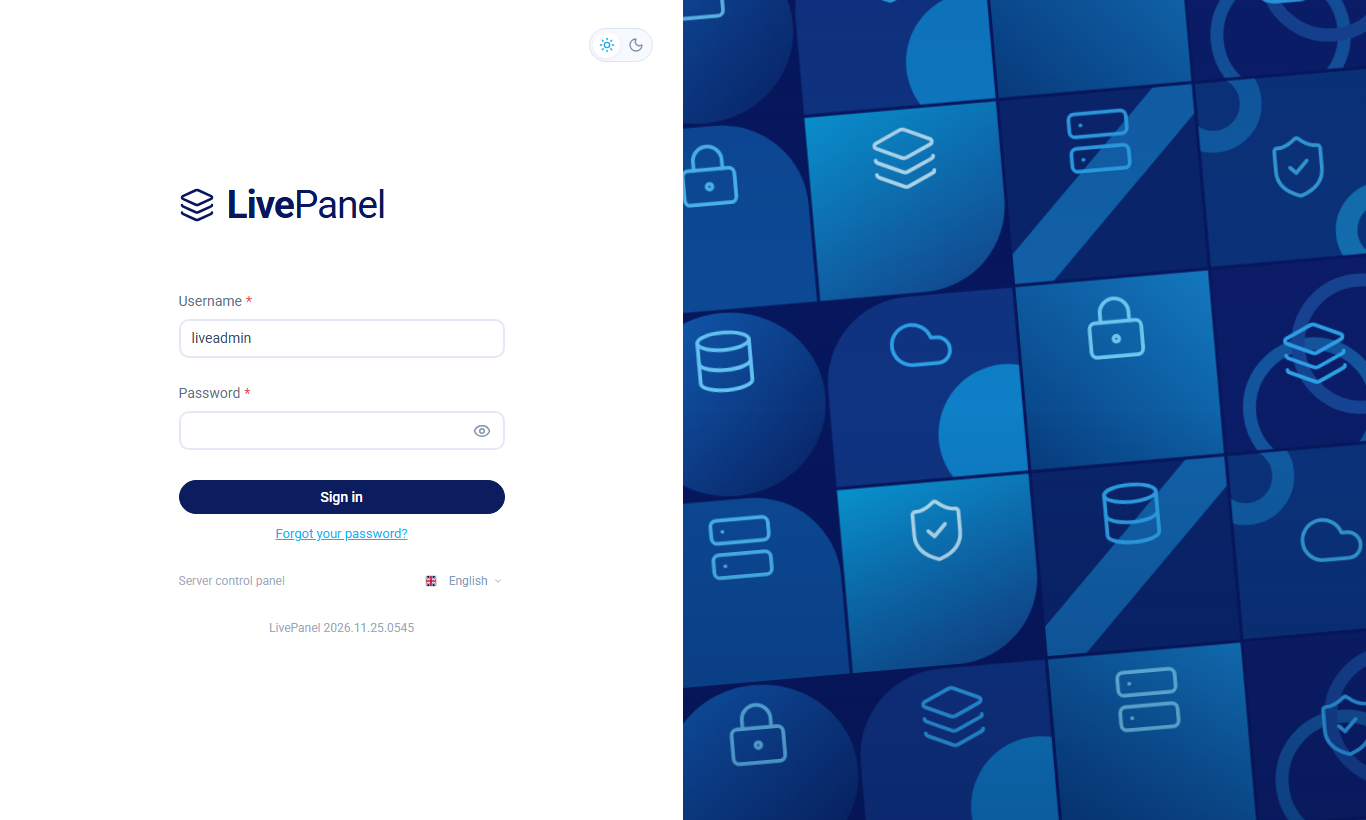 LivePanel
Username *
liveadmin
Password *
Sign in
Forgot your password?
Server control panel
English
LivePanel 2026.11.25.0545